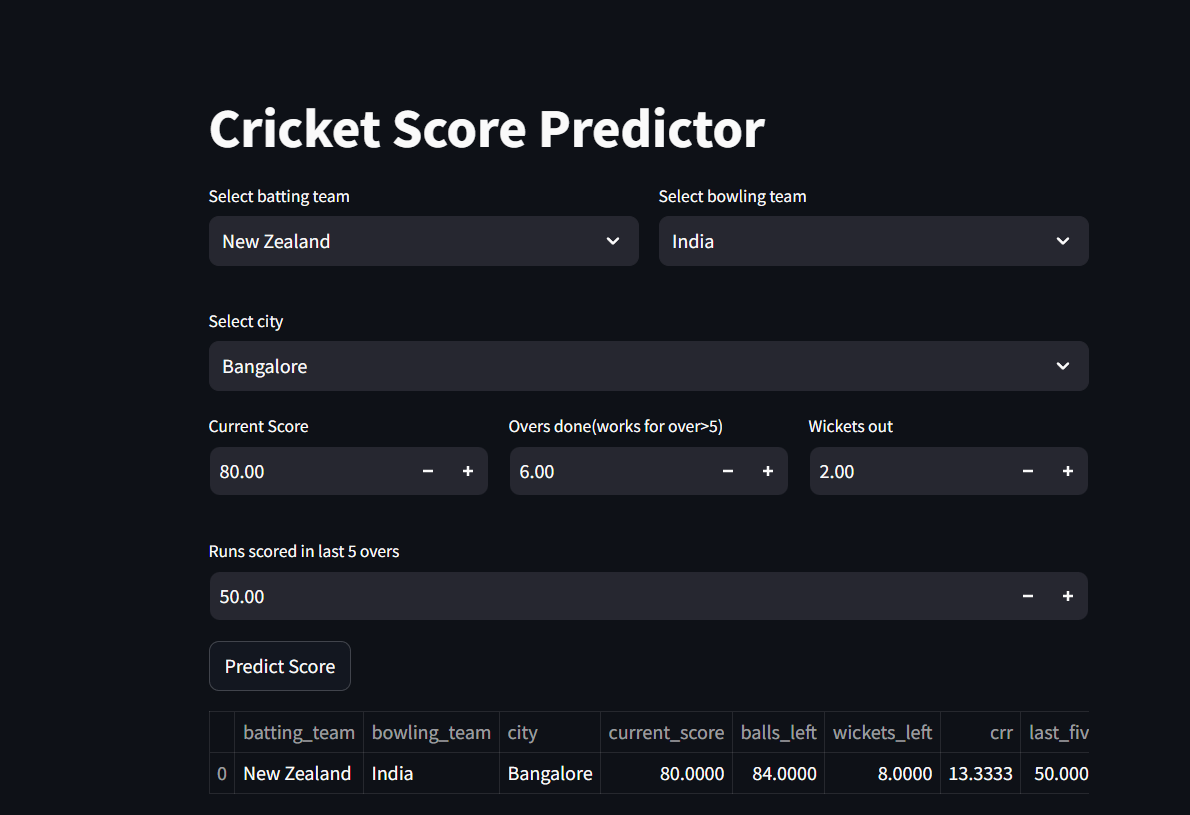 Cricket Score Predictor
Select batting team Select bowling team
New Zealand India
Select city
Bangalore
Current Score Overs done(works for over>5) Wickets out
80.00 − + 6.00 − + 2.00 − +
Runs scored in last 5 overs
50.00 − +
Predict Score
batting_team bowling_team city current_score balls_left wickets_left crr last_fiv
0 New Zealand India Bangalore 80.0000 84.0000 8.0000 13.3333 50.000